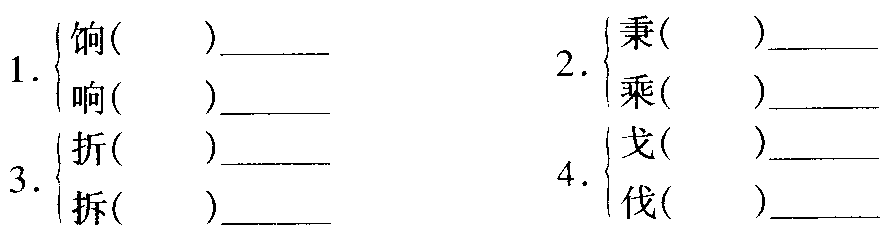 1. 饷(  )______ 2. 秉(  )______
响(  )______ 乘(  )______
3. 折(  )______ 4. 戈(  )______
拆(  )______ 伐(  )______